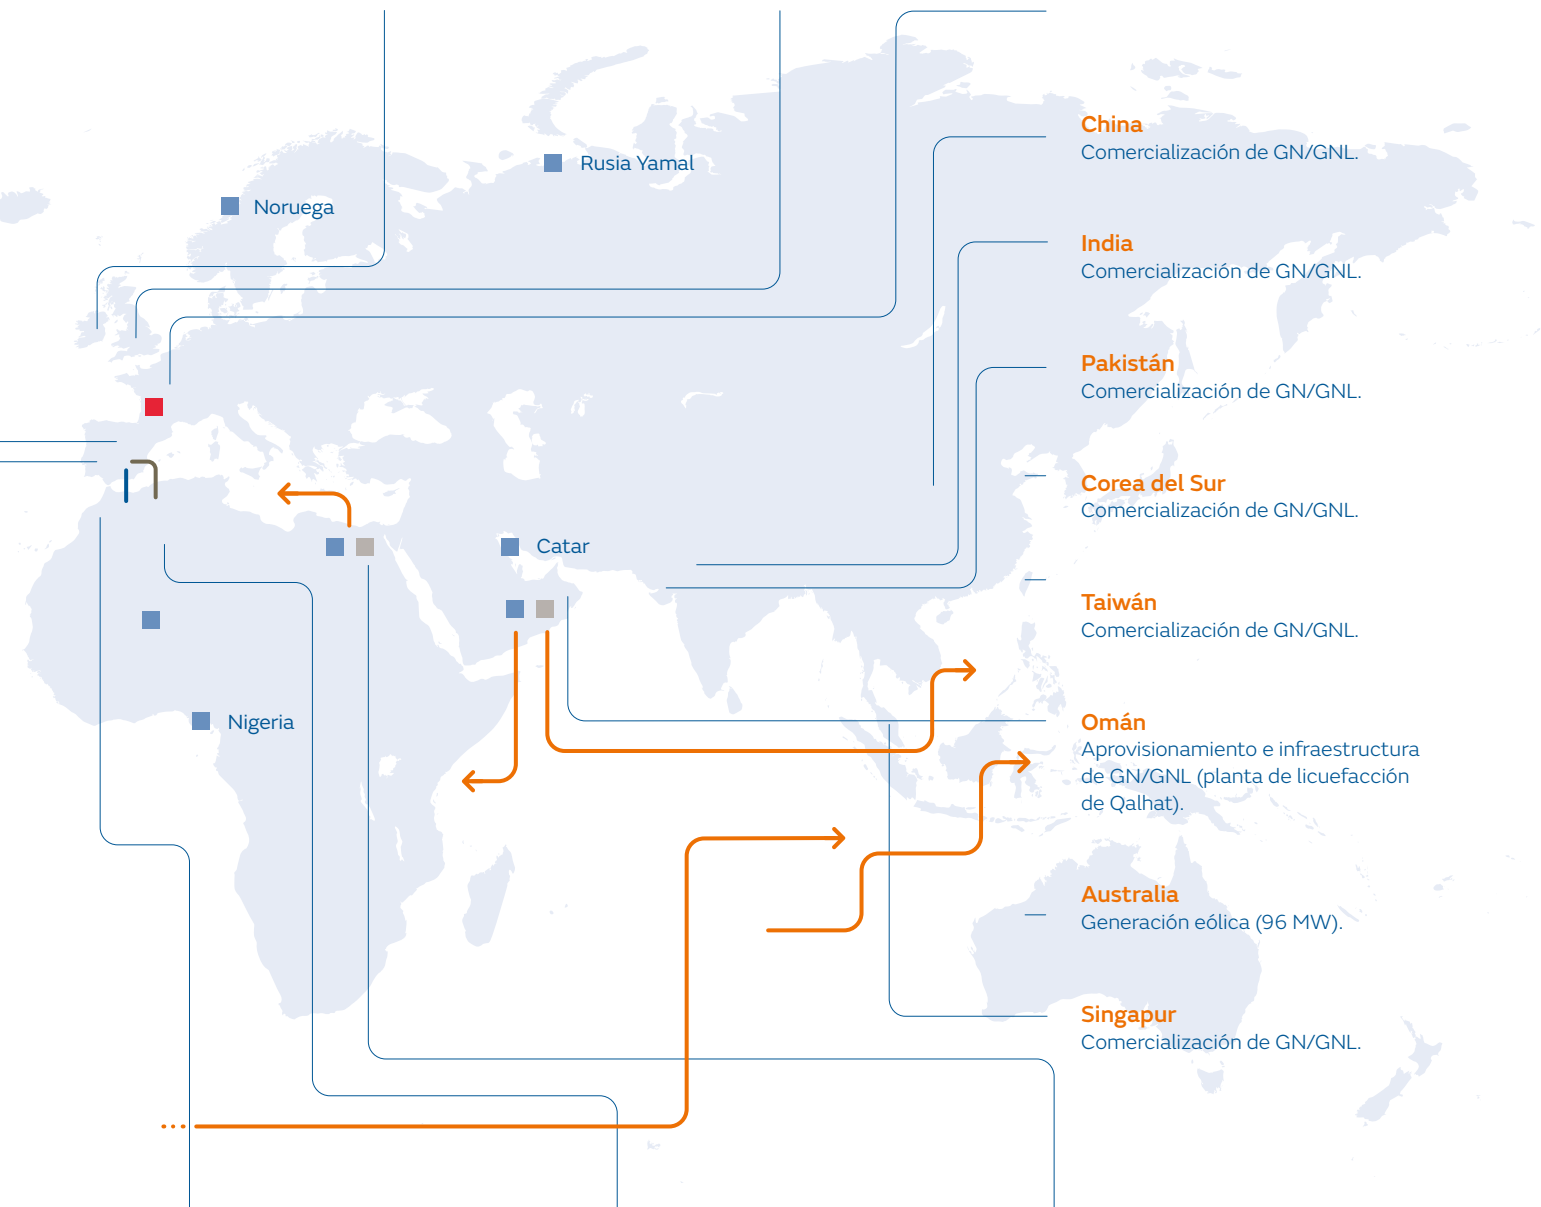 Rusia Yamal
Noruega
Catar
Nigeria
China
Comercialización de GN/GNL.
India
Comercialización de GN/GNL.
Pakistán
Comercialización de GN/GNL.
Corea del Sur
Comercialización de GN/GNL.
Taiwán
Comercialización de GN/GNL.
Omán
Aprovisionamiento e infraestructura
de GN/GNL (planta de licuefacción
de Qalhat).
Australia
Generación eólica (96 MW).
Singapur
Comercialización de GN/GNL.